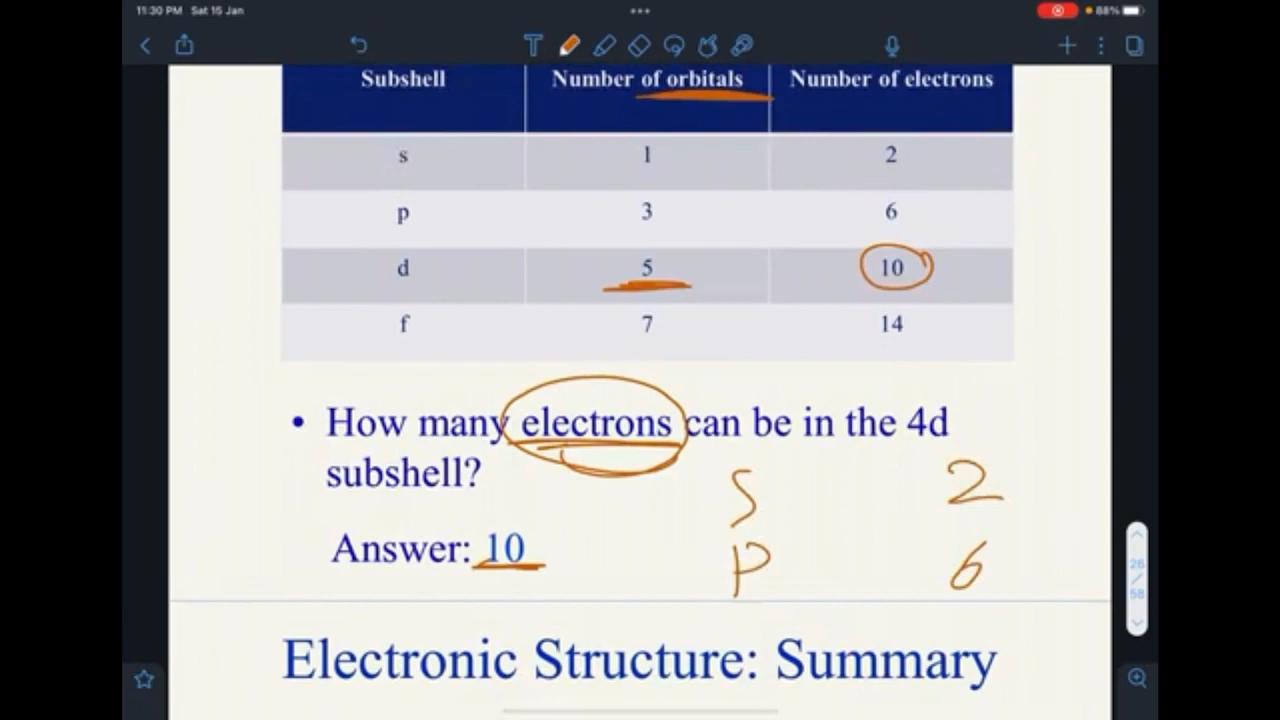 11:30 PM Sat 15 Jan
88%
Subshell Number of orbitals Number of electrons
s 1 2
p 3 6
d 5 10
f 7 14
• How many electrons can be in the 4d
subshell?
S 2
Answer: 10
P 6
26
/
58
Electronic Structure: Summary